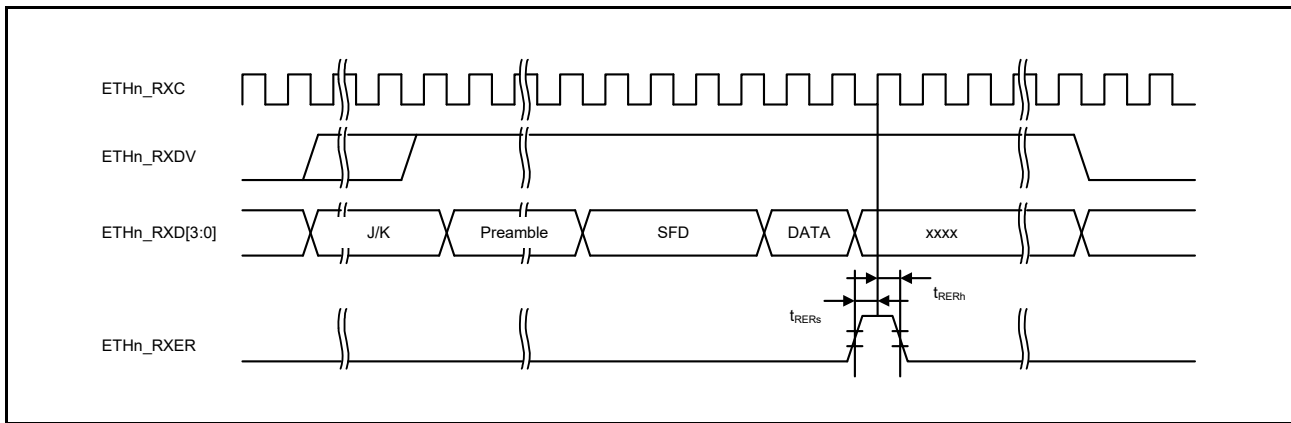 ETHn_RXC
ETHn_RXDV
ETHn_RXD[3:0]
J/K
Preamble
SFD
DATA
xxxx
tRERh
tRERs
ETHn_RXER